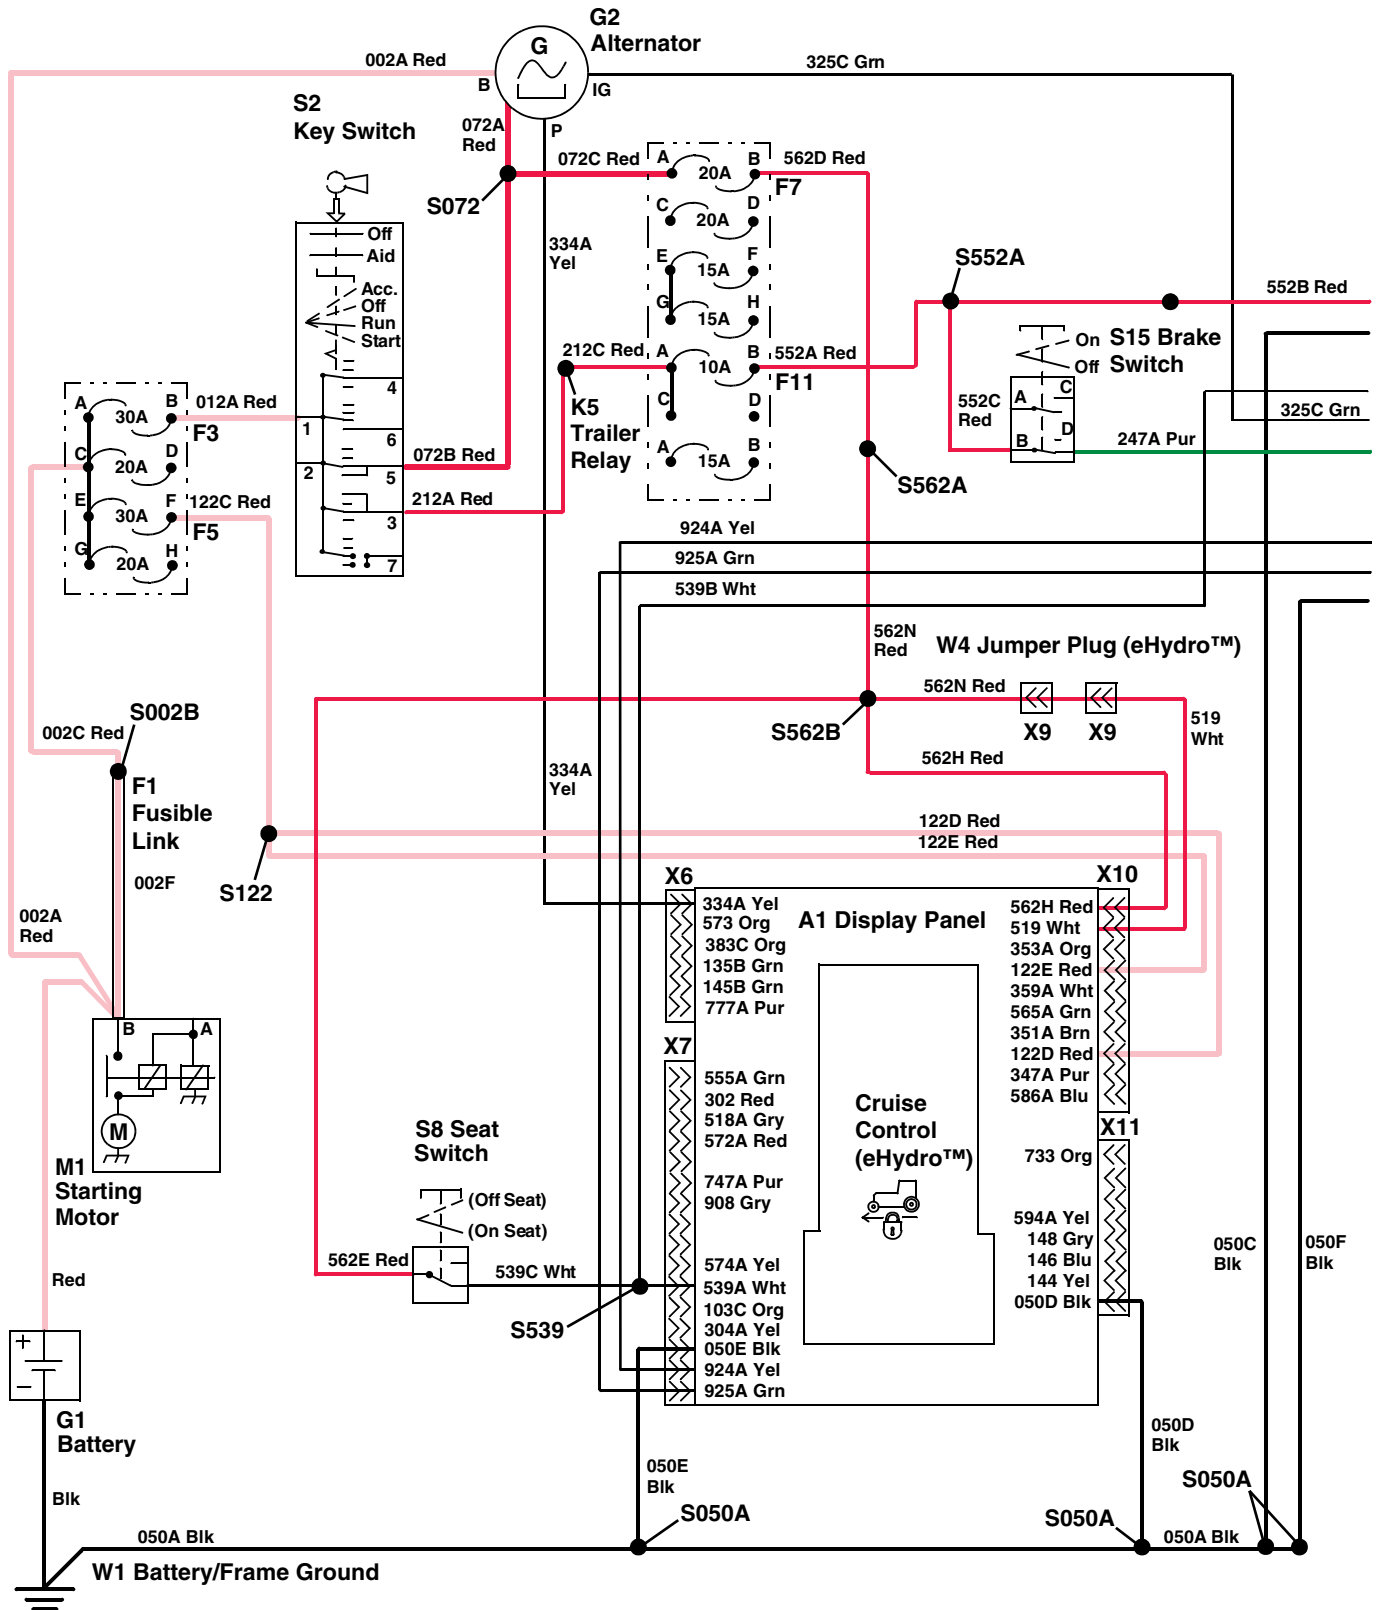 G2
Alternator
G
B
IG
P
002A Red
325C Grn
S2
Key Switch
072A
Red
072C Red
S072
334A
Yel
A
20A
B
562D Red
F7
C
20A
D
E
15A
F
G
15A
H
212C Red
A
10A
B
552A Red
F11
C
D
A
15A
B
K5
Trailer
Relay
Off
Aid
Acc.
Off
Run
Start
4
1
6
2
5
3
7
072B Red
212A Red
S552A
552B Red
On
Off
S15 Brake
Switch
552C
Red
A
C
B
D
325C Grn
247A Pur
A
30A
B
012A Red
F3
C
20A
D
E
30A
F
122C Red
F5
G
20A
H
S562A
924A Yel
925A Grn
539B Wht
562N
Red
W4 Jumper Plug (eHydro™)
562N Red
X9
X9
519
Wht
S562B
562H Red
S002B
002C Red
F1
Fusible
Link
002F
334A
Yel
122D Red
122E Red
S122
002A
Red
X6
334A Yel
573 Org
383C Org
135B Grn
145B Grn
777A Pur
A1 Display Panel
X10
562H Red
519 Wht
353A Org
122E Red
359A Wht
565A Grn
351A Brn
122D Red
347A Pur
586A Blu
B
A
M
M1
Starting
Motor
X7
555A Grn
302 Red
518A Gry
572A Red
747A Pur
908 Gry
574A Yel
539A Wht
103C Org
304A Yel
050E Blk
924A Yel
925A Grn
Cruise
Control
(eHydro™)
X11
733 Org
594A Yel
148 Gry
146 Blu
144 Yel
050D Blk
S8 Seat
Switch
(Off Seat)
(On Seat)
562E Red
539C Wht
S539
050C
Blk
050F
Blk
Red
+
−
G1
Battery
Blk
050E
Blk
050D
Blk
S050A
S050A
S050A
050A Blk
050A Blk
W1 Battery/Frame Ground